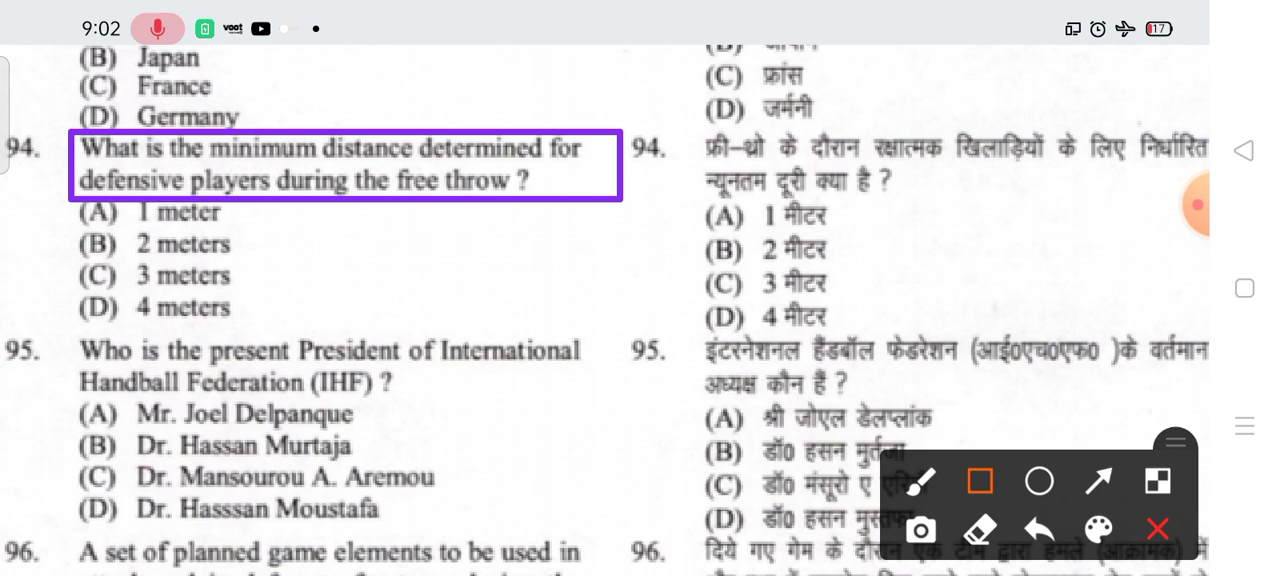 9:02
voot
17
(B) Japan
(C) France
(D) Germany
94. What is the minimum distance determined for
defensive players during the free throw ?
(A) 1 meter
(B) 2 meters
(C) 3 meters
(D) 4 meters
95. Who is the present President of International
Handball Federation (IHF) ?
(A) Mr. Joel Delpanque
(B) Dr. Hassan Murtaja
(C) Dr. Mansourou A. Aremou
(D) Dr. Hasssan Moustafa
96. A set of planned game elements to be used in
(C) फ्रांस
(D) जर्मनी
94. फ्री-थ्रो के दौरान रक्षात्मक खिलाड़ियों के लिए निर्धारित
न्यूनतम दूरी क्या है ?
(A) 1 मीटर
(B) 2 मीटर
(C) 3 मीटर
(D) 4 मीटर
95. इंटरनेशनल हैंडबॉल फेडरेशन (आई0एच0एफ0 )के वर्तमान
अध्यक्ष कौन हैं ?
(A) श्री जोएल डेलप्लांक
(B) डॉ0 हसन मुर्तजा
(C) डॉ0 मंसूरो ए
(D) डॉ0 हसन मुस्तफा
96. दिये गए गेम के दौरान एक टीम द्वारा हमले (आक्रामक) में